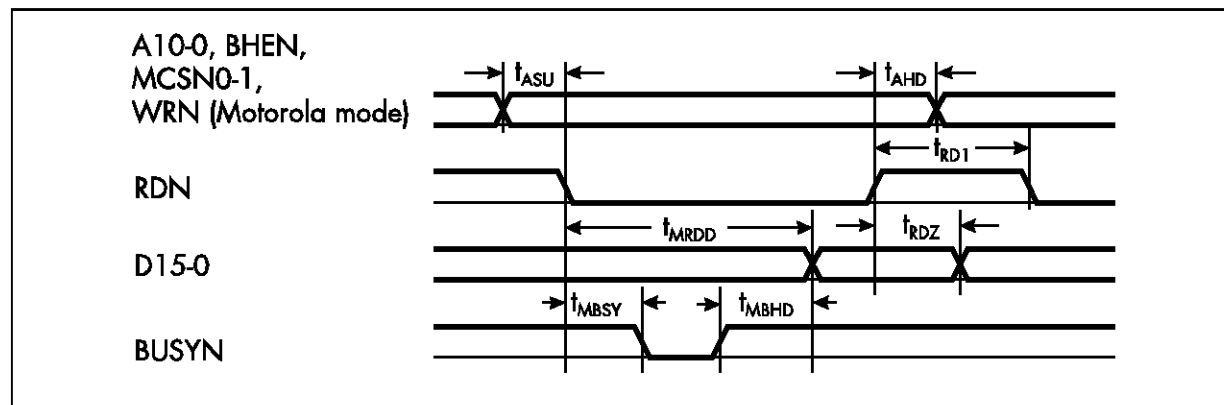 A10-0, BHEN,
MCSN0-1,
WRN (Motorola mode)
tASU
tAHD
tRD1
RDN
tMRDD
tRDZ
D15-0
tMBSY
tMBHD
BUSYN